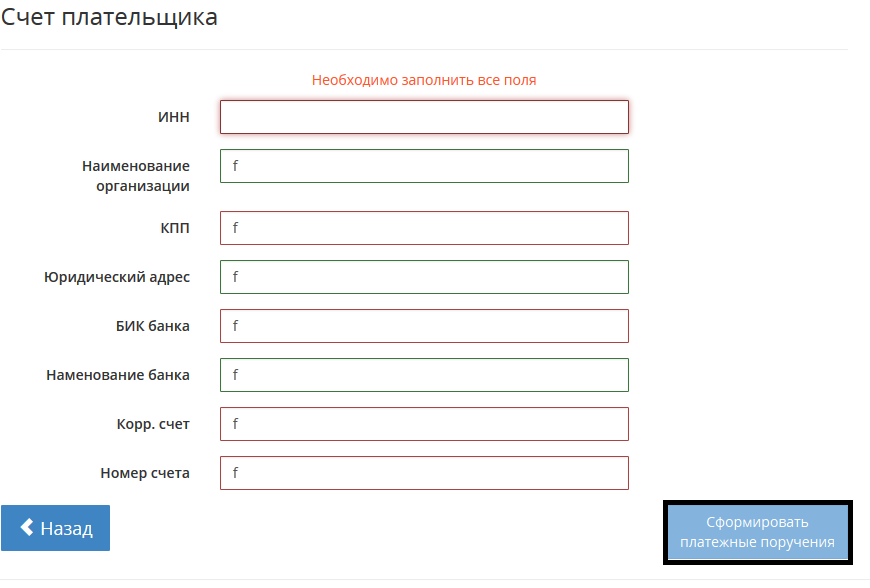 Счет плательщика
Необходимо заполнить все поля
ИНН
Наименование
организации
f
КПП
f
Юридический адрес
f
БИК банка
f
Наменование банка
f
Корр. счет
f
Номер счета
f
Назад
Сформировать
платежные поручения